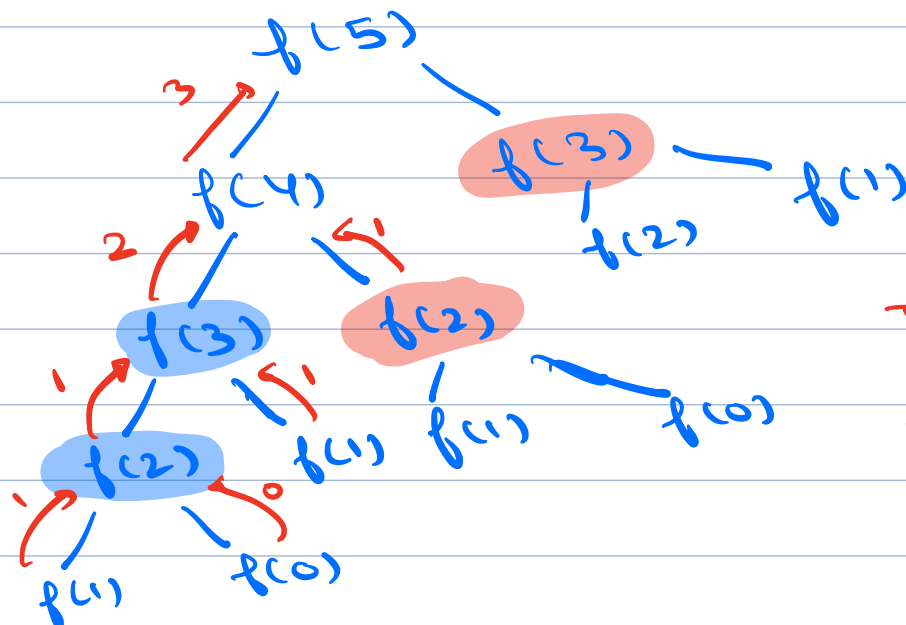 f(5)
3
f(3)
f(4) f(1)
2 1 f(2)
f(3) f(2)
1 1
f(1) f(0)
f(2) f(1)
1 0
f(1) f(0)